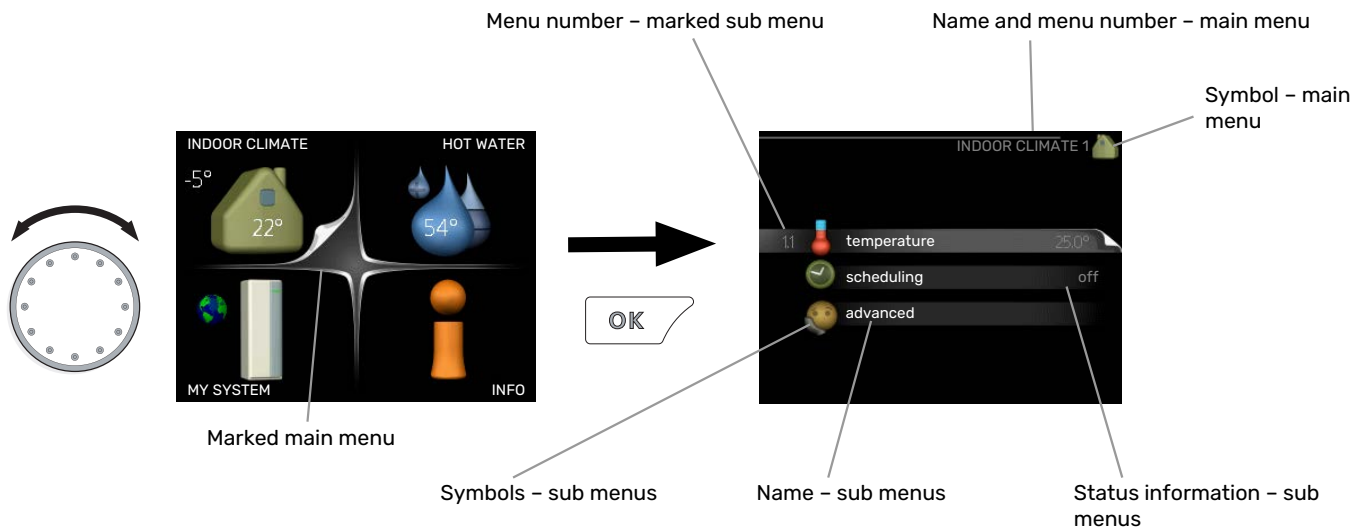 Menu number – marked sub menu
Name and menu number – main menu
Symbol – main
menu
INDOOR CLIMATE
HOT WATER
-5°
22°
54°
MY SYSTEM
INFO
OK
INDOOR CLIMATE 1
1.1
temperature
25.0°
scheduling
off
advanced
Marked main menu
Symbols – sub menus
Name – sub menus
Status information – sub
menus